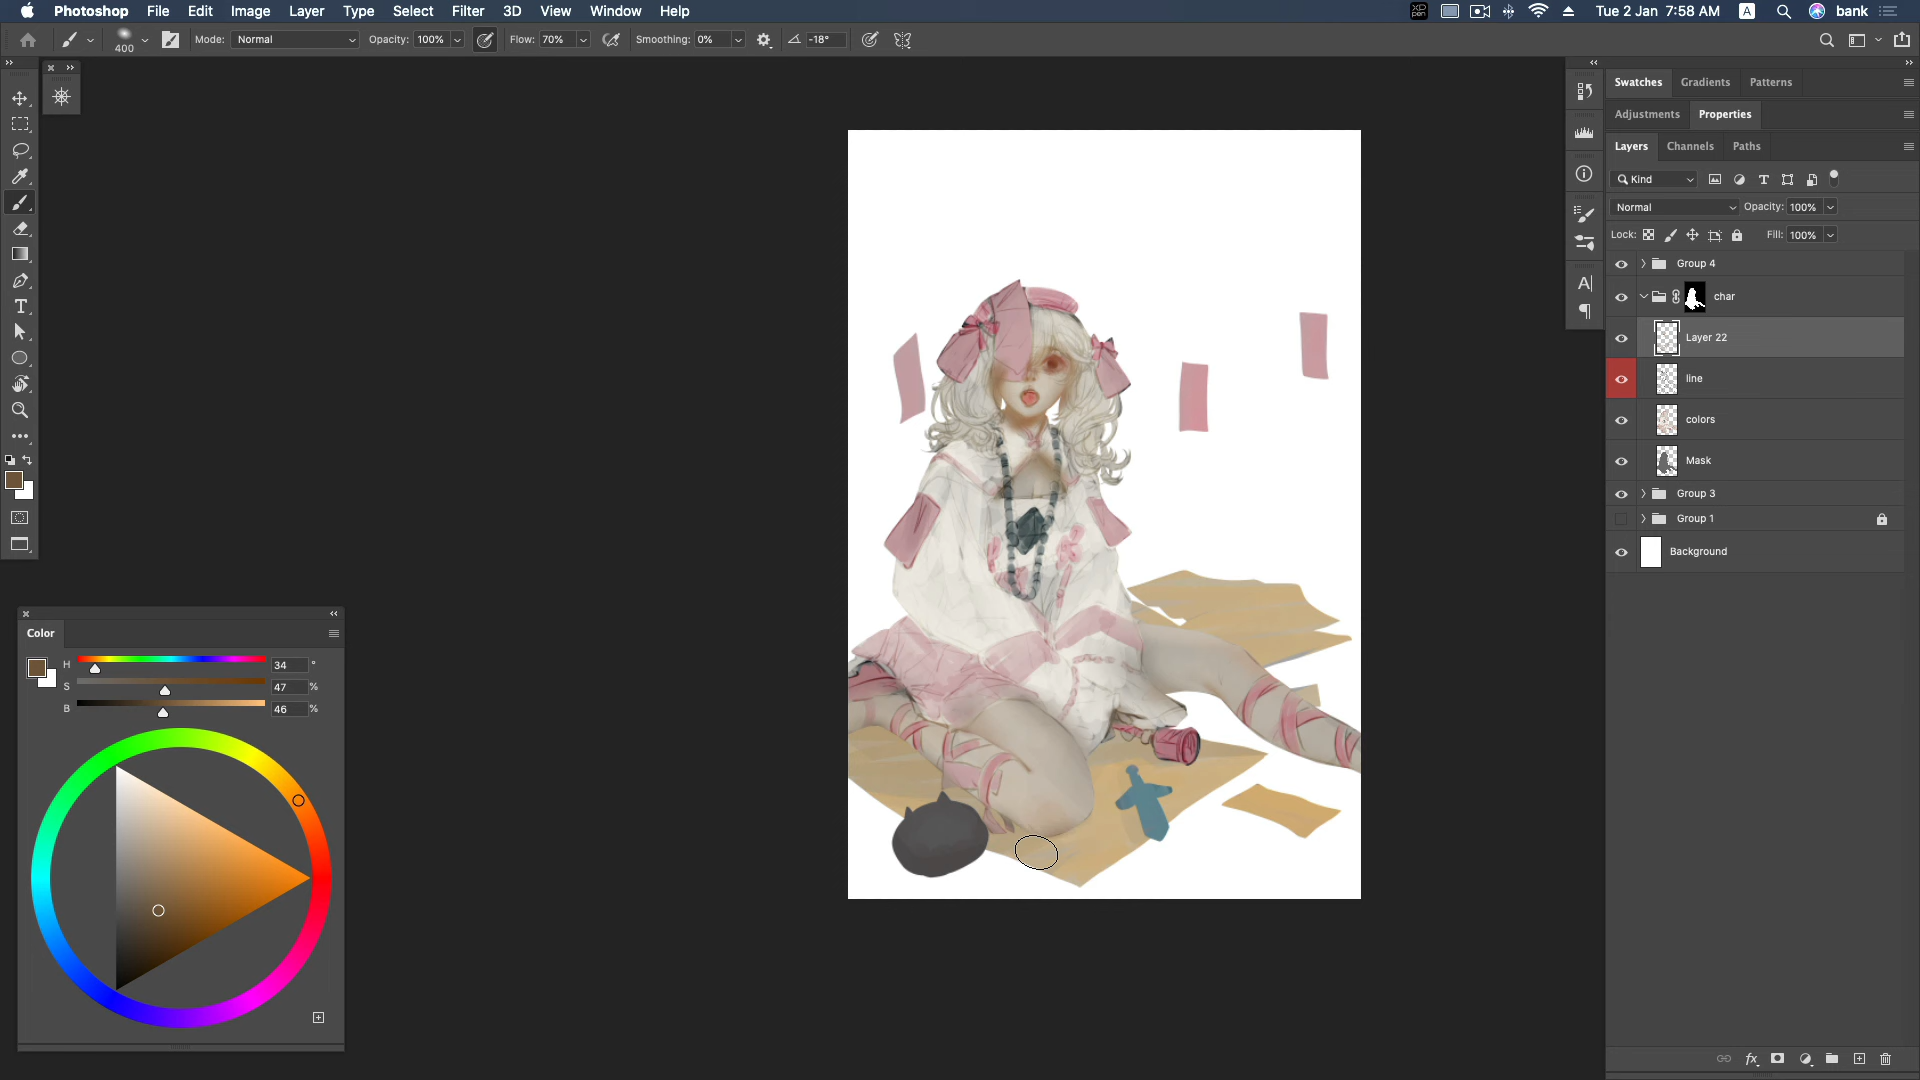 Photoshop File Edit Image Layer Type Select Filter 3D View Window Help Tue 2 Jan 7:58 AM A bank
400 Mode: Normal Opacity: 100% Flow: 70% Smoothing: 0% -18°
Swatches Gradients Patterns
Adjustments Properties
Layers Channels Paths
Kind
Normal Opacity: 100%
Lock: Fill: 100%
Group 4
char
Layer 22
line
colors
Mask
Group 3
Group 1
Background
Color
H 34 °
S 47 %
B 46 %